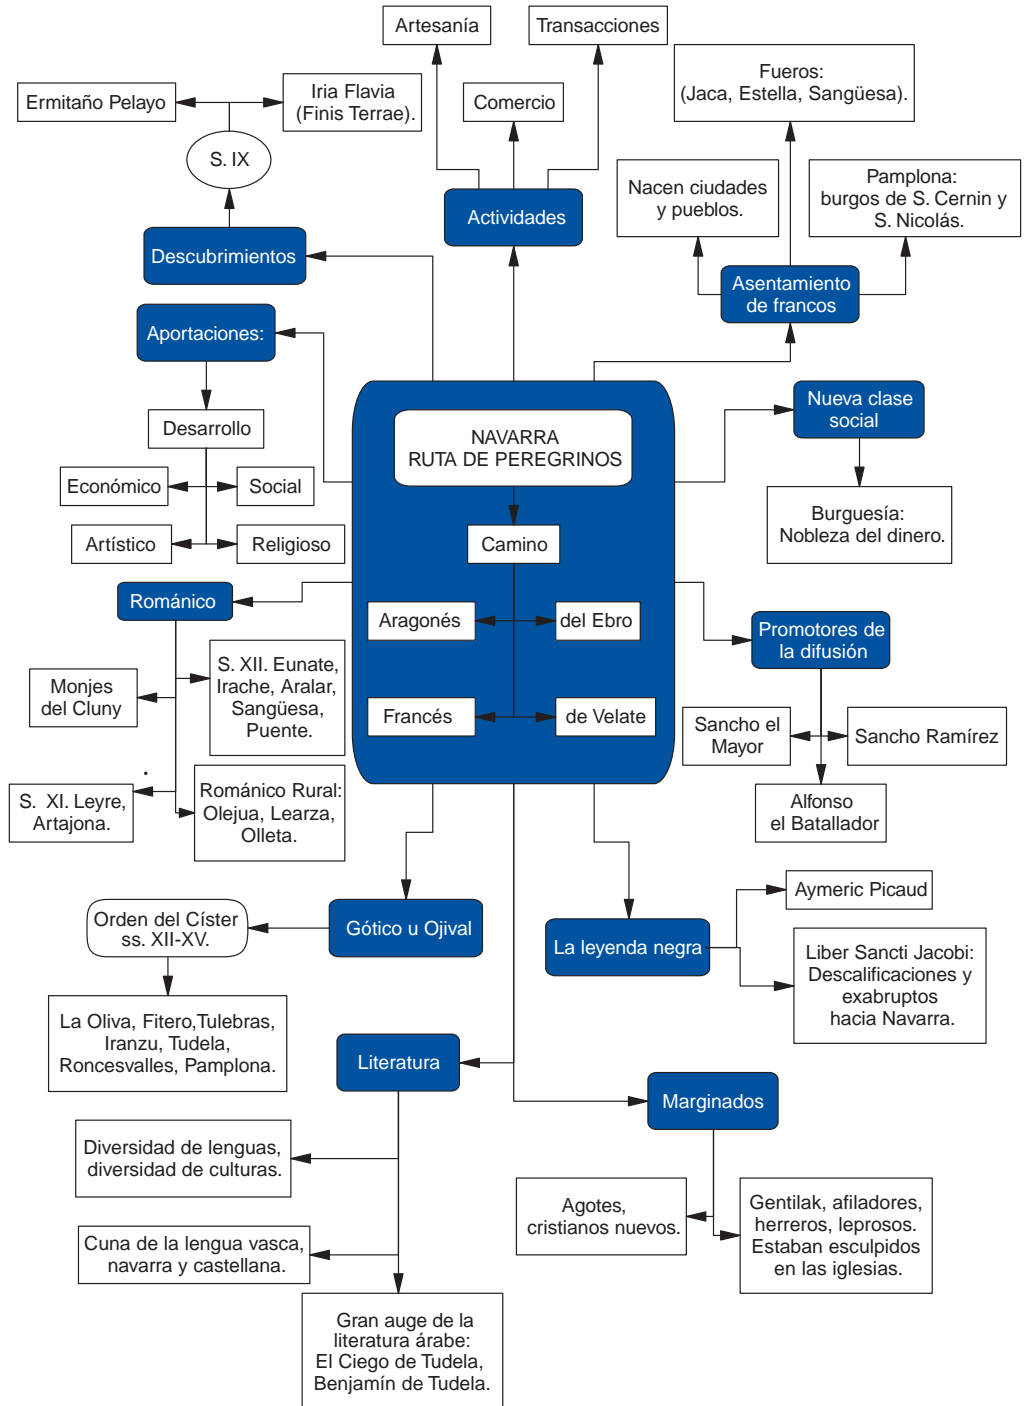 Artesanía
Transacciones
Fueros:
(Jaca, Estella, Sangüesa).
Ermitaño Pelayo
Iria Flavia
(Finis Terrae).
Comercio
S. IX
Nacen ciudades
y pueblos.
Pamplona:
burgos de S. Cernin y
S. Nicolás.
Actividades
Descubrimientos
Asentamiento
de francos
Aportaciones:
Nueva clase
social
Desarrollo
NAVARRA
RUTA DE PEREGRINOS
Económico
Social
Burguesía:
Nobleza del dinero.
Artístico
Religioso
Camino
Románico
Aragonés
del Ebro
Promotores de
la difusión
Monjes
del Cluny
S. XII. Eunate,
Irache, Aralar,
Sangüesa,
Puente.
Francés
de Velate
Sancho el
Mayor
Sancho Ramírez
S. XI. Leyre,
Artajona.
Románico Rural:
Olejua, Learza,
Olleta.
Alfonso
el Batallador
Orden del Císter
ss. XII-XV.
Gótico u Ojival
La leyenda negra
Aymeric Picaud
Liber Sancti Jacobi:
Descalificaciones y
exabruptos
hacia Navarra.
La Oliva, Fitero,Tulebras,
Iranzu, Tudela,
Roncesvalles, Pamplona.
Literatura
Marginados
Diversidad de lenguas,
diversidad de culturas.
Agotes,
cristianos nuevos.
Gentilak, afiladores,
herreros, leprosos.
Estaban esculpidos
en las iglesias.
Cuna de la lengua vasca,
navarra y castellana.
Gran auge de la
literatura árabe:
El Ciego de Tudela,
Benjamín de Tudela.